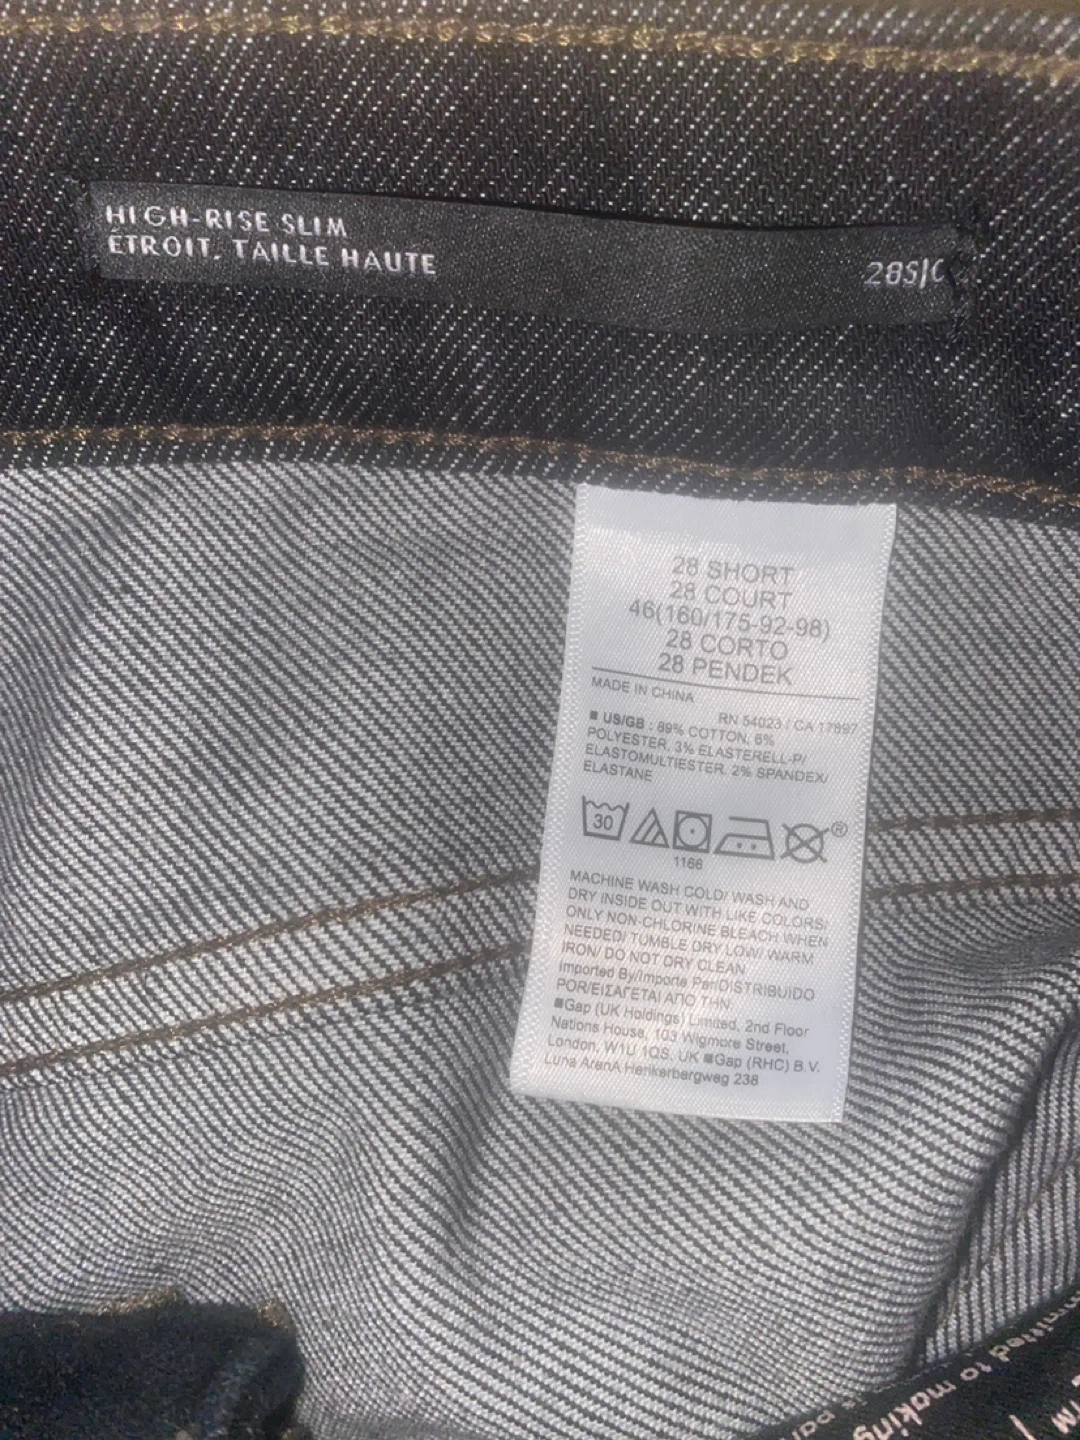 HIGH-RISE SLIM
ÉTROIT, TAILLE HAUTE
28S/C
28 SHORT
28 COURT
46(160/175-92-98)
28 CORTO
28 PENDEK
MADE IN CHINA
RN 54023 / CA 17897
■ US/GB : 89% COTTON, 6%
POLYESTER, 3% ELASTERELL-P/
ELASTOMULTIESTER, 2% SPANDEX/
ELASTANE
30
®
1166
MACHINE WASH COLD/ WASH AND
DRY INSIDE OUT WITH LIKE COLORS/
ONLY NON-CHLORINE BLEACH WHEN
NEEDED/ TUMBLE DRY LOW/ WARM
IRON/ DO NOT DRY CLEAN
Imported By/Importe Par/DISTRIBUIDO
POR/ΕΙΣΑΓΕΤΑΙ ΑΠΟ ΤΗΝ:
■Gap (UK Holdings) Limited, 2nd Floor
Nations House, 103 Wigmore Street,
London, W1U 1QS, UK ■Gap (RHC) B.V.
Luna ArenA Herikerbergweg 238
to making
is